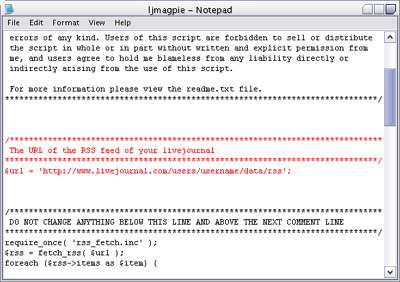 ljmagpie - Notepad
File Edit Format View Help
errors of any kind. Users of this script are forbidden to sell or distribute
the script in whole or in part without written and explicit permission from
me, and users agree to hold me blameless from any liability directly or
indirectly arising from the use of this script.
For more information please view the readme.txt file.
******************************************************************************/
/******************************************************************************
The URL of the RSS feed of your livejournal
******************************************************************************/
$url = 'http://www.livejournal.com/users/username/data/rss';
/******************************************************************************
DO NOT CHANGE ANYTHING BELOW THIS LINE AND ABOVE THE NEXT COMMENT LINE
******************************************************************************/
require_once( 'rss_fetch.inc' );
$rss = fetch_rss( $url );
foreach ($rss->items as $item) {